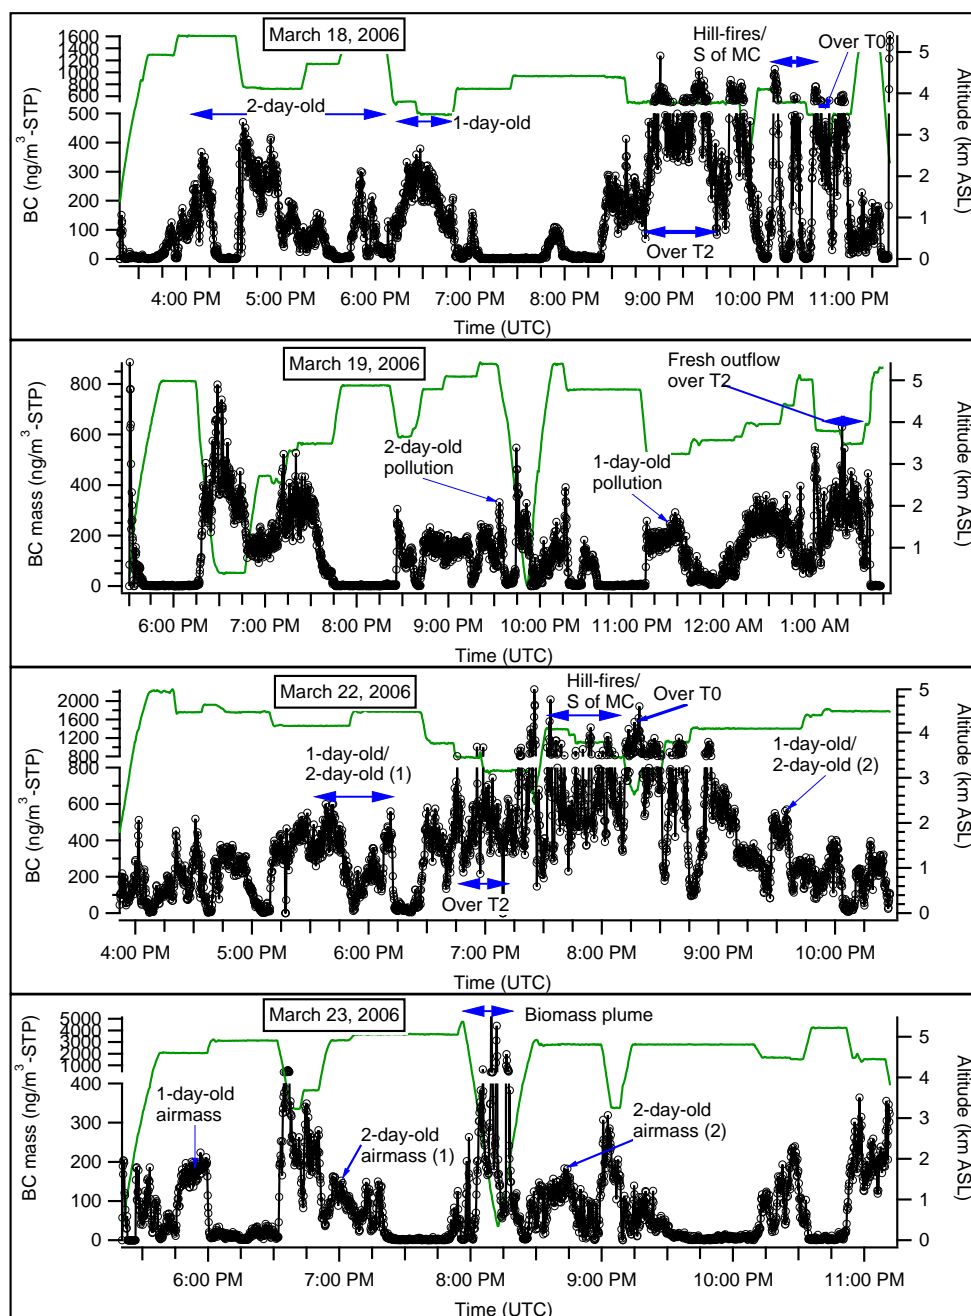 March 18, 2006
Hill-fires/
S of MC
Over T0
2-day-old
1-day-old
Over T2
BC (ng/m3-STP)
1600
1400
1200
1000
800
600
500
400
300
200
100
0
5
4
3
2
1
0
Altitude (km ASL)
4:00 PM 5:00 PM 6:00 PM 7:00 PM 8:00 PM 9:00 PM 10:00 PM 11:00 PM
Time (UTC)
March 19, 2006
Fresh outflow
over T2
2-day-old
pollution
1-day-old
pollution
BC mass (ng/m3-STP)
800
600
400
200
0
5
4
3
2
1
Altitude (km ASL)
6:00 PM 7:00 PM 8:00 PM 9:00 PM 10:00 PM 11:00 PM 12:00 AM 1:00 AM
Time (UTC)
March 22, 2006
Hill-fires/
S of MC
Over T0
1-day-old/
2-day-old (1)
1-day-old/
2-day-old (2)
Over T2
BC (ng/m3-STP)
2000
1600
1200
800
800
600
400
200
0
5
4
3
2
1
0
Altitude (km ASL)
4:00 PM 5:00 PM 6:00 PM 7:00 PM 8:00 PM 9:00 PM 10:00 PM
Time (UTC)
March 23, 2006
Biomass plume
1-day-old
airmass
2-day-old
airmass (1)
2-day-old
airmass (2)
BC mass (ng/m3-STP)
5000
4000
3000
2000
1000
400
300
200
100
0
5
4
3
2
1
0
Altitude (km ASL)
6:00 PM 7:00 PM 8:00 PM 9:00 PM 10:00 PM 11:00 PM
Time (UTC)